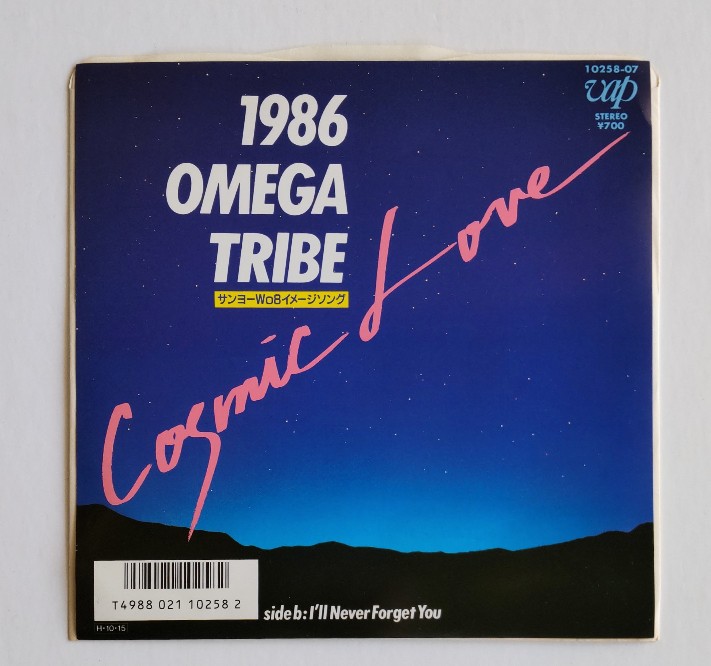 10258-07
vap
STEREO
¥700
1986
OMEGA
TRIBE
サンヨーWO8イメージソング
Cosmic Love
T4988 021 10258 2
side b: I'll Never Forget You
H・10・15